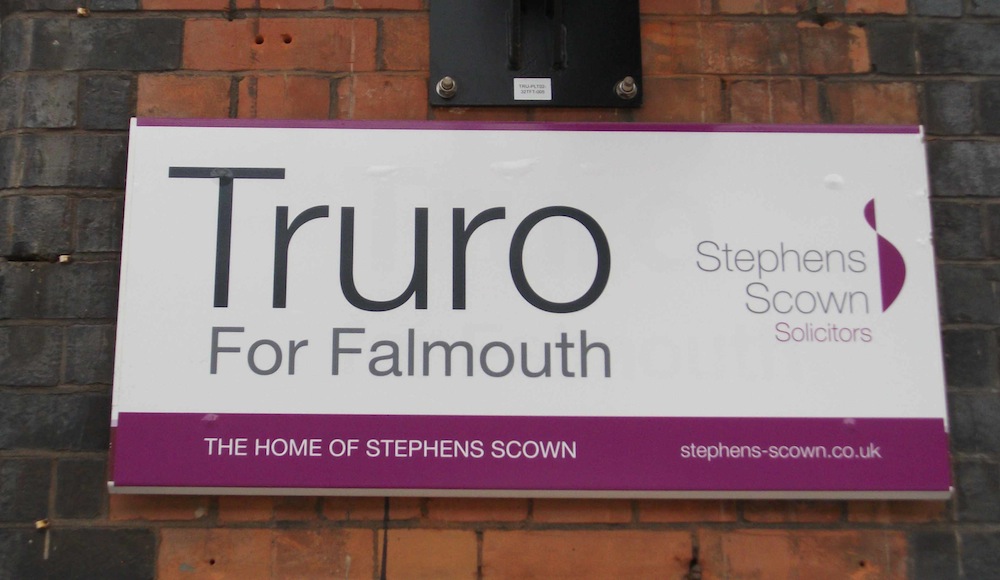 Truro
For Falmouth
Stephens
Scown
Solicitors
THE HOME OF STEPHENS SCOWN
stephens-scown.co.uk